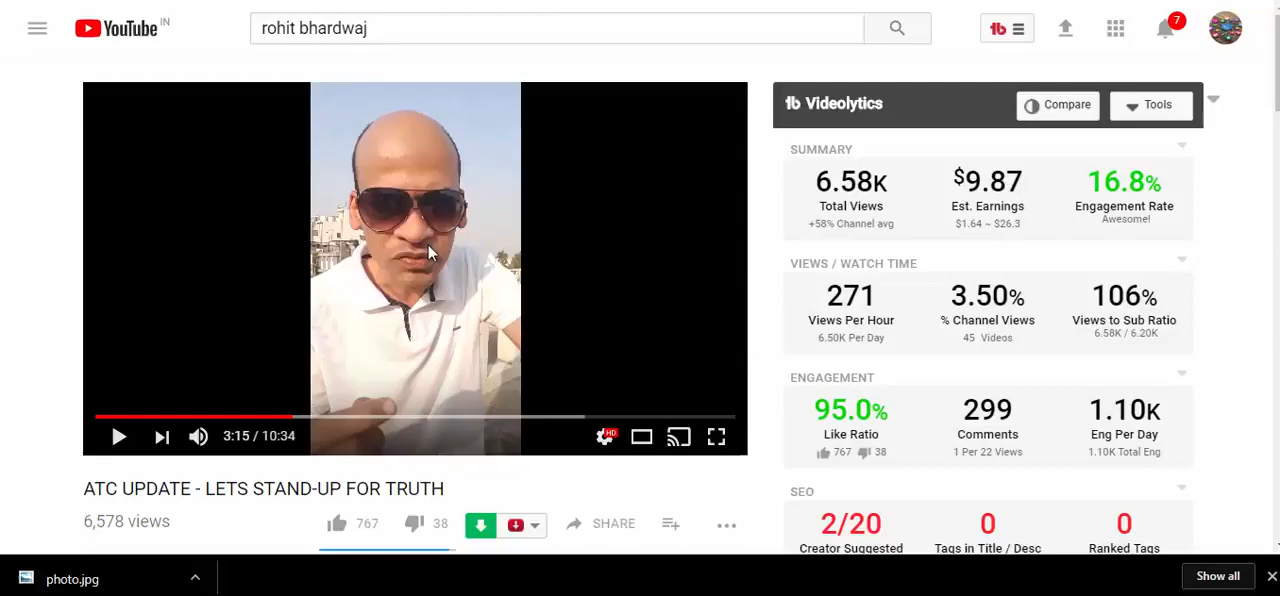 YouTube IN
rohit bhardwaj
tb
7
tb Videolytics
Compare
Tools
SUMMARY
6.58K
$9.87
16.8%
Total Views
Est. Earnings
Engagement Rate
+58% Channel avg
$1.64 ~ $26.3
Awesome!
VIEWS / WATCH TIME
271
3.50%
106%
Views Per Hour
% Channel Views
Views to Sub Ratio
6.50K Per Day
45 Videos
6.58K / 6.20K
ENGAGEMENT
95.0%
299
1.10K
Like Ratio
Comments
Eng Per Day
767 38
1 Per 22 Views
1.10K Total Eng
SEO
2/20
0
0
Creator Suggested
Tags in Title / Desc
Ranked Tags
3:15 / 10:34
HD
ATC UPDATE - LETS STAND-UP FOR TRUTH
6,578 views
767
38
SHARE
photo.jpg
Show all